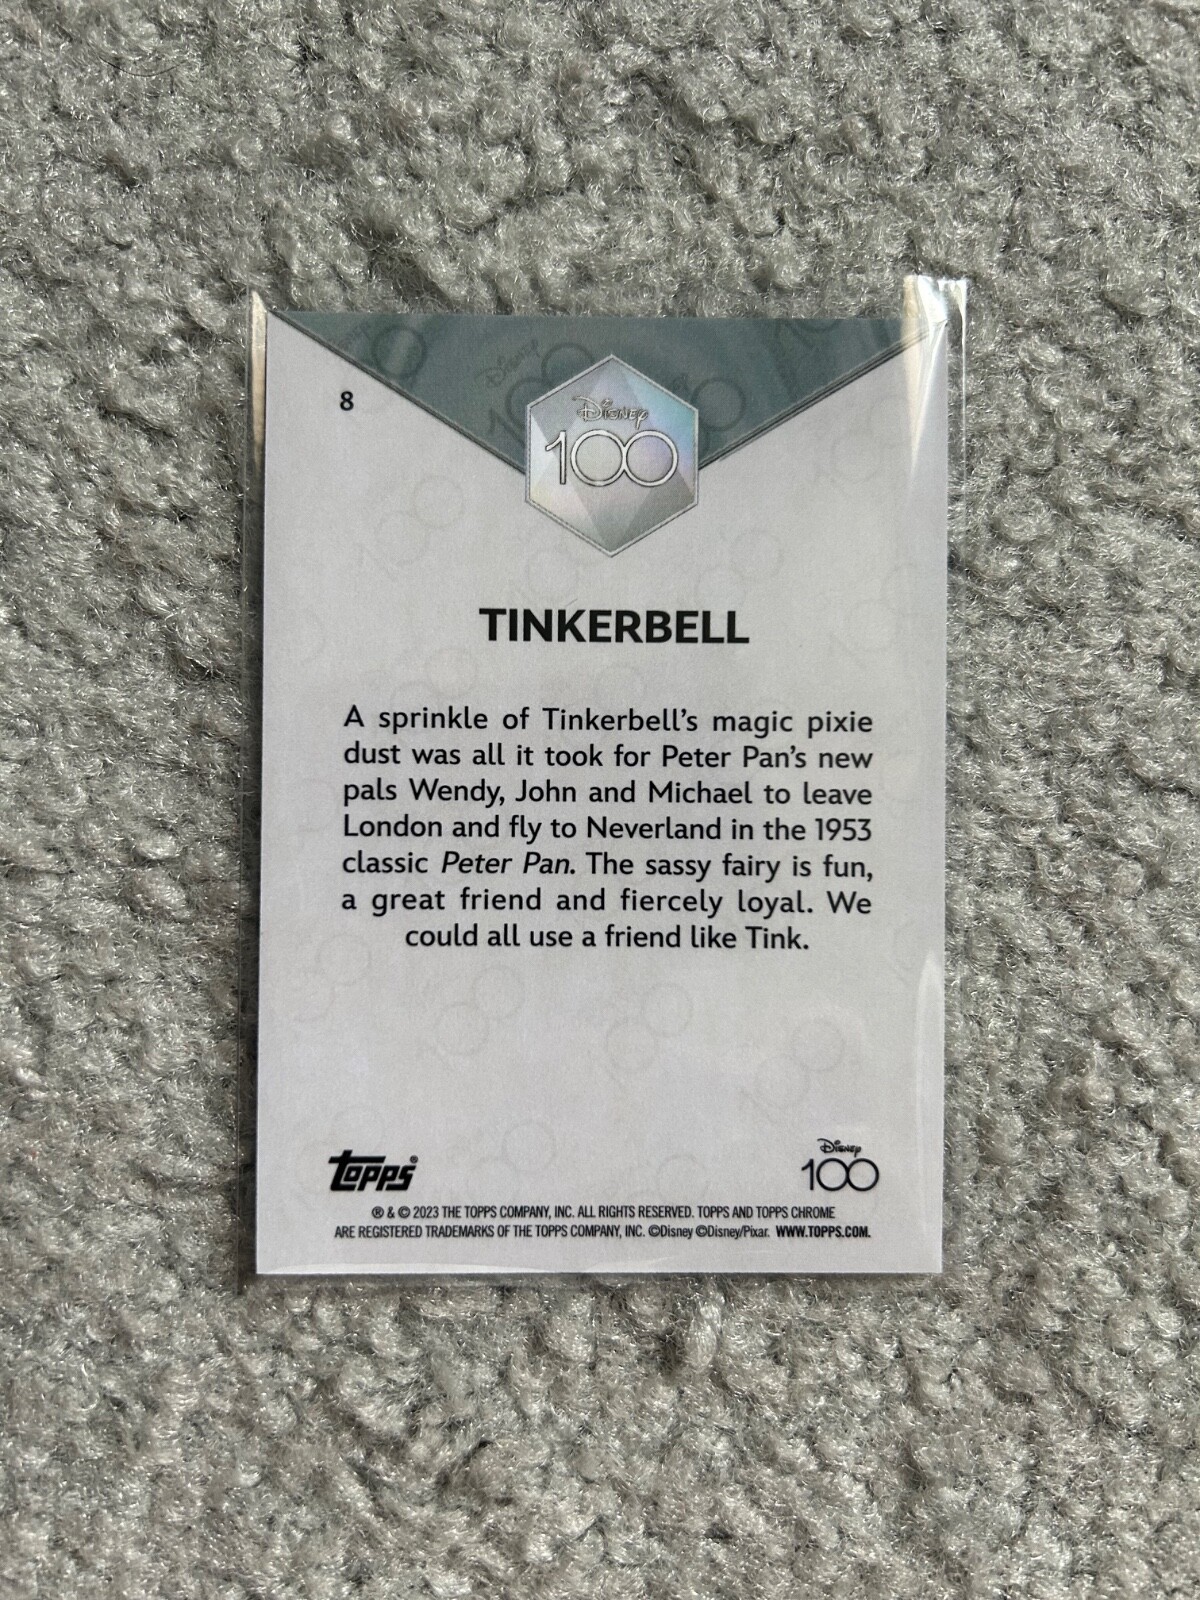 8
Disney
100
TINKERBELL
A sprinkle of Tinkerbell's magic pixie
dust was all it took for Peter Pan's new
pals Wendy, John and Michael to leave
London and fly to Neverland in the 1953
classic Peter Pan. The sassy fairy is fun,
a great friend and fiercely loyal. We
could all use a friend like Tink.
Topps®
Disney
100
® & © 2023 THE TOPPS COMPANY, INC. ALL RIGHTS RESERVED. TOPPS AND TOPPS CHROME
ARE REGISTERED TRADEMARKS OF THE TOPPS COMPANY, INC. ©Disney ©Disney/Pixar. WWW.TOPPS.COM.